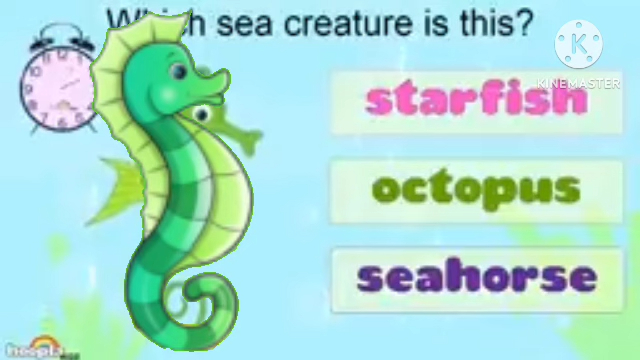 Which sea creature is this?
KINEMASTER
starfish
octopus
seahorse